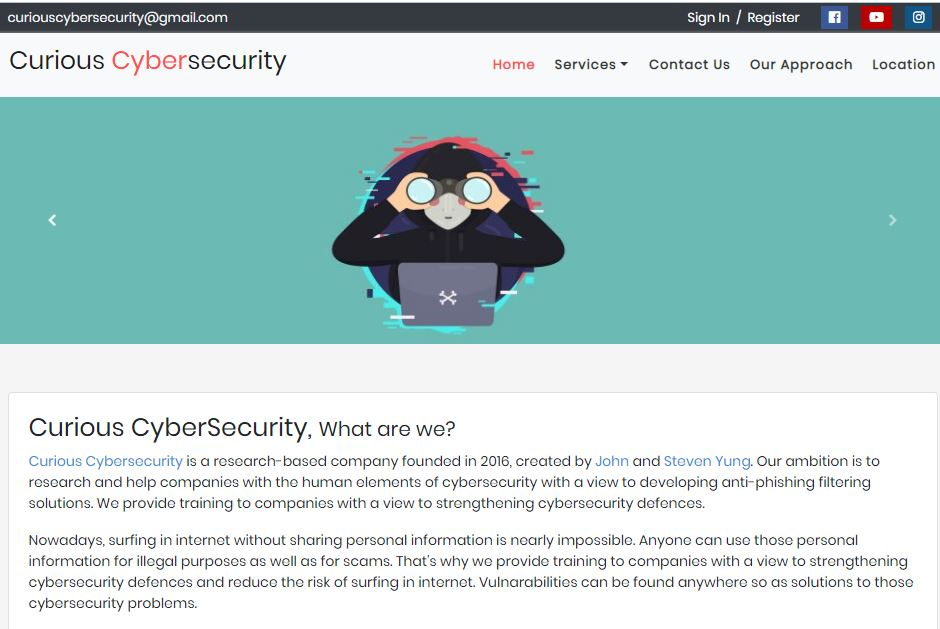 curiouscybersecurity@gmail.com
Sign In / Register
Curious Cybersecurity
Home Services Contact Us Our Approach Location
Curious CyberSecurity, What are we?
Curious Cybersecurity is a research-based company founded in 2016, created by John and Steven Yung. Our ambition is to
research and help companies with the human elements of cybersecurity with a view to developing anti-phishing filtering
solutions. We provide training to companies with a view to strengthening cybersecurity defences.
Nowadays, surfing in internet without sharing personal information is nearly impossible. Anyone can use those personal
information for illegal purposes as well as for scams. That's why we provide training to companies with a view to strengthening
cybersecurity defences and reduce the risk of surfing in internet. Vulnarabilities can be found anywhere so as solutions to those
cybersecurity problems.